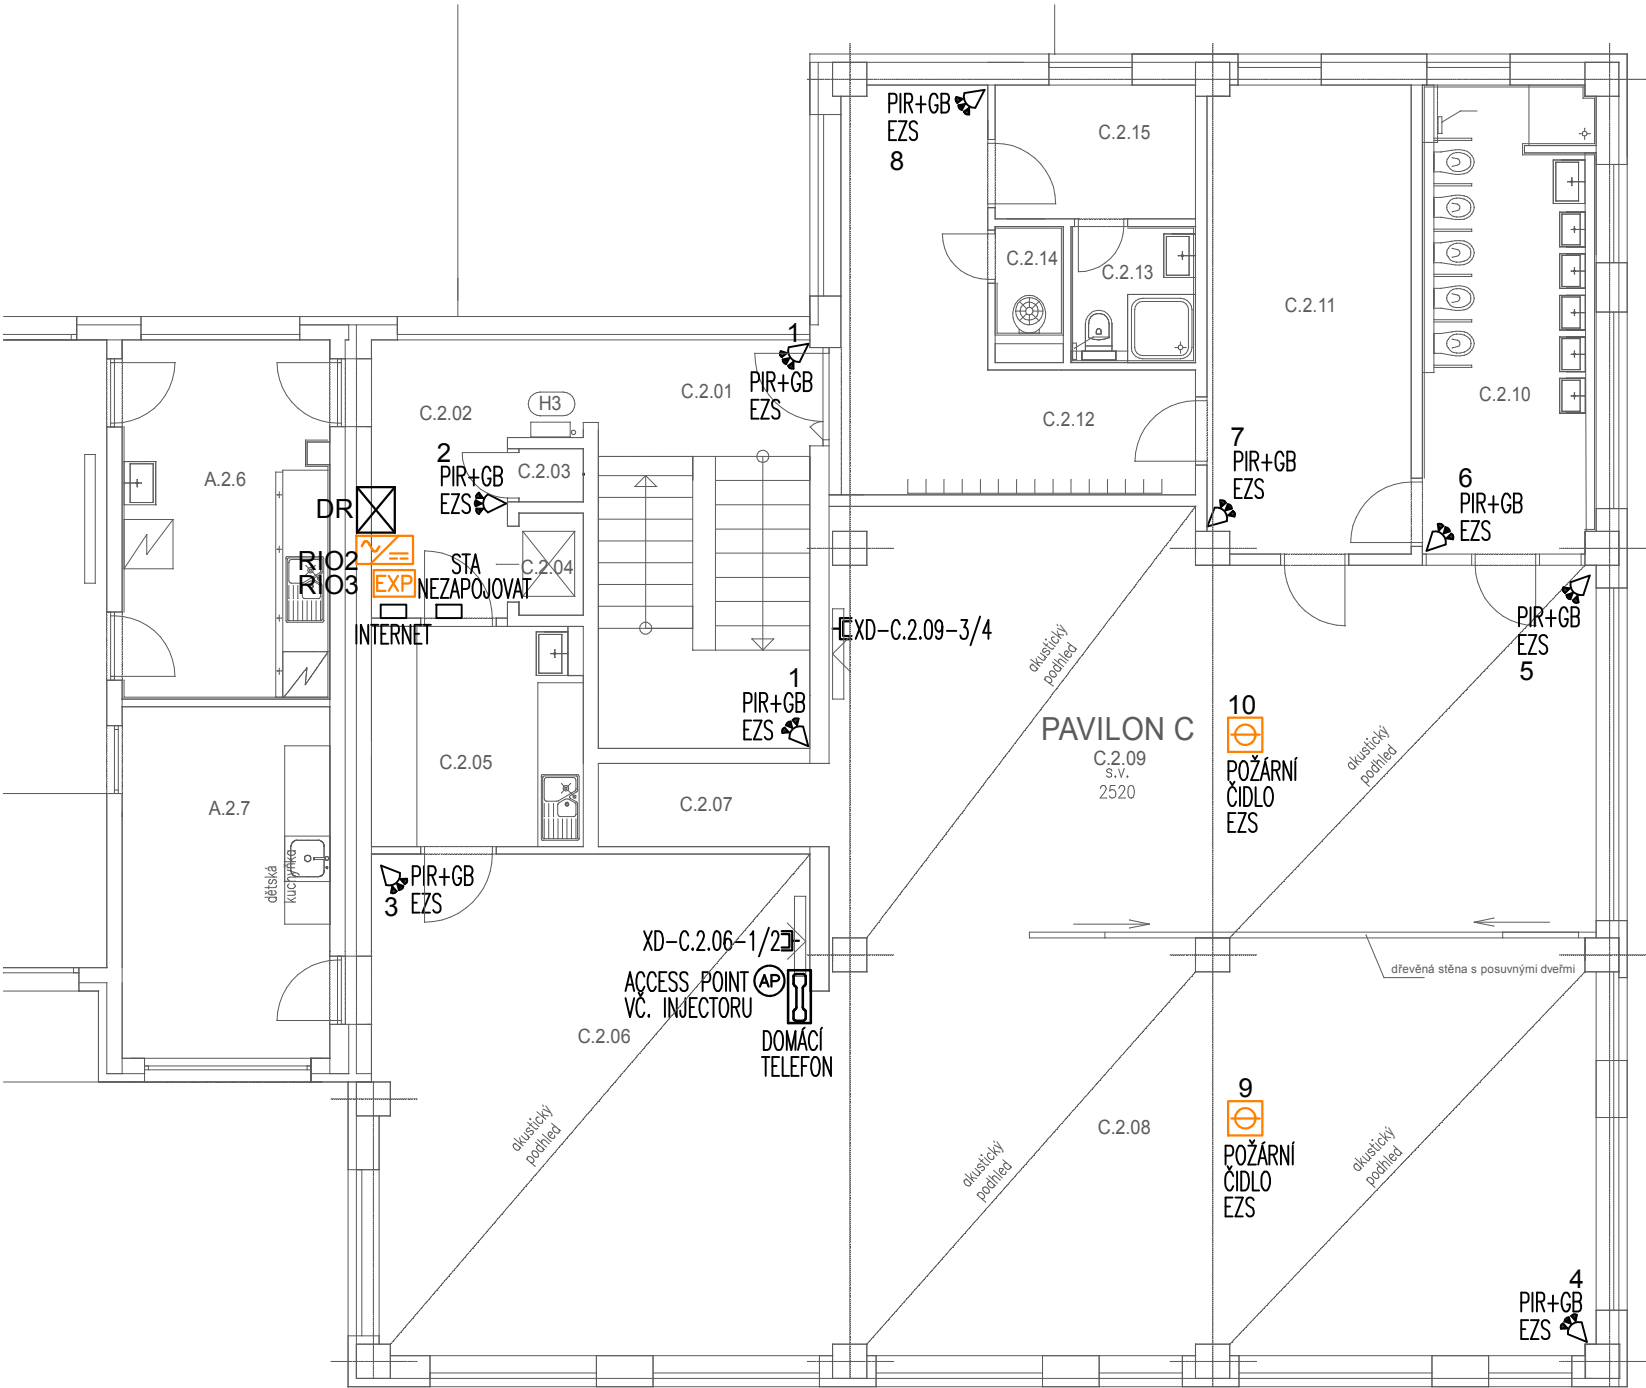 PIR+GB
EZS
8
C.2.15
C.2.14
C.2.13
C.2.11
C.2.10
C.2.12
1
PIR+GB
EZS
C.2.01
C.2.02
H3
C.2.03
2
PIR+GB
EZS
A.2.6
DR
RIO2
RIO3
EXP
STA
NEZAPOJOVAT
C.2.04
INTERNET
7
PIR+GB
EZS
6
PIR+GB
EZS
PIR+GB
EZS
5
XD-C.2.09-3/4
akustický
podhled
1
PIR+GB
EZS
PAVILON C
C.2.09
s.v.
2520
10
POŽÁRNÍ
ČIDLO
EZS
akustický
podhled
C.2.05
C.2.07
A.2.7
dětská
kuchyňka
PIR+GB
EZS
3
XD-C.2.06-1/2
ACCESS POINT
VČ. INJECTORU
AP
DOMÁCÍ
TELEFON
C.2.06
dřevěná stěna s posuvnými dveřmi
akustický
podhled
akustický
podhled
C.2.08
9
POŽÁRNÍ
ČIDLO
EZS
akustický
podhled
4
PIR+GB
EZS